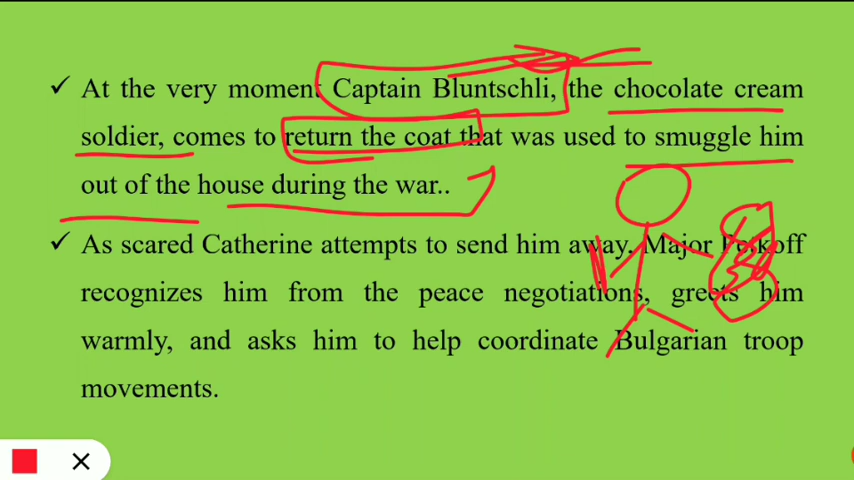 ✓ At the very moment Captain Bluntschli, the chocolate cream
soldier, comes to return the coat that was used to smuggle him
out of the house during the war..
✓ As scared Catherine attempts to send him away, Major Petkoff
recognizes him from the peace negotiations, greets him
warmly, and asks him to help coordinate Bulgarian troop
movements.